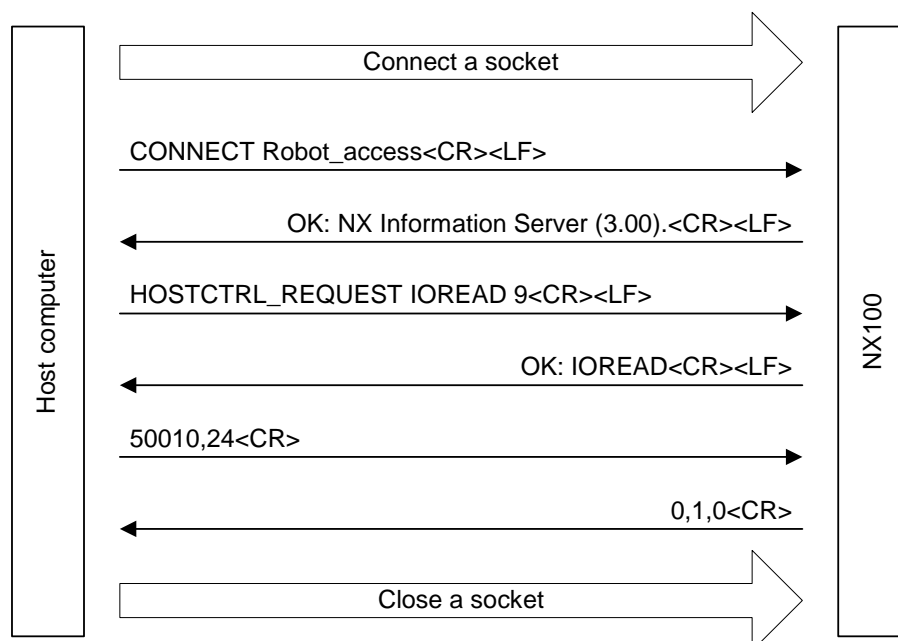 Connect a socket
CONNECT Robot_access<CR><LF>
OK: NX Information Server (3.00).<CR><LF>
HOSTCTRL_REQUEST IOREAD 9<CR><LF>
OK: IOREAD<CR><LF>
50010,24<CR>
0,1,0<CR>
Close a socket
Host computer
NX100